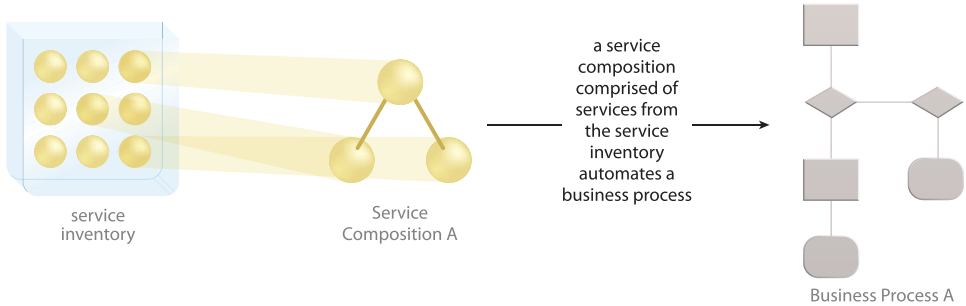 service
inventory
Service
Composition A
a service
composition
comprised of
services from
the service
inventory
automates a
business process
Business Process A